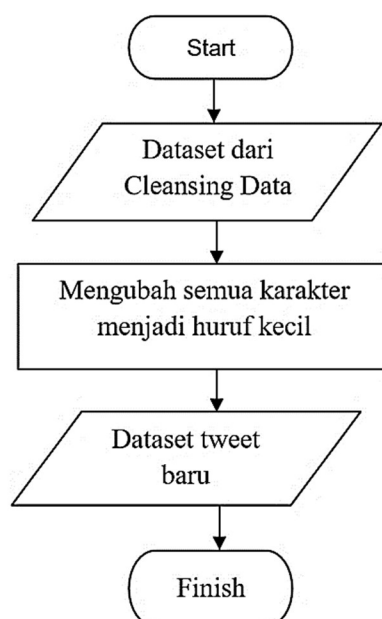 Start
Dataset dari
Cleansing Data
Mengubah semua karakter
menjadi huruf kecil
Dataset tweet
baru
Finish